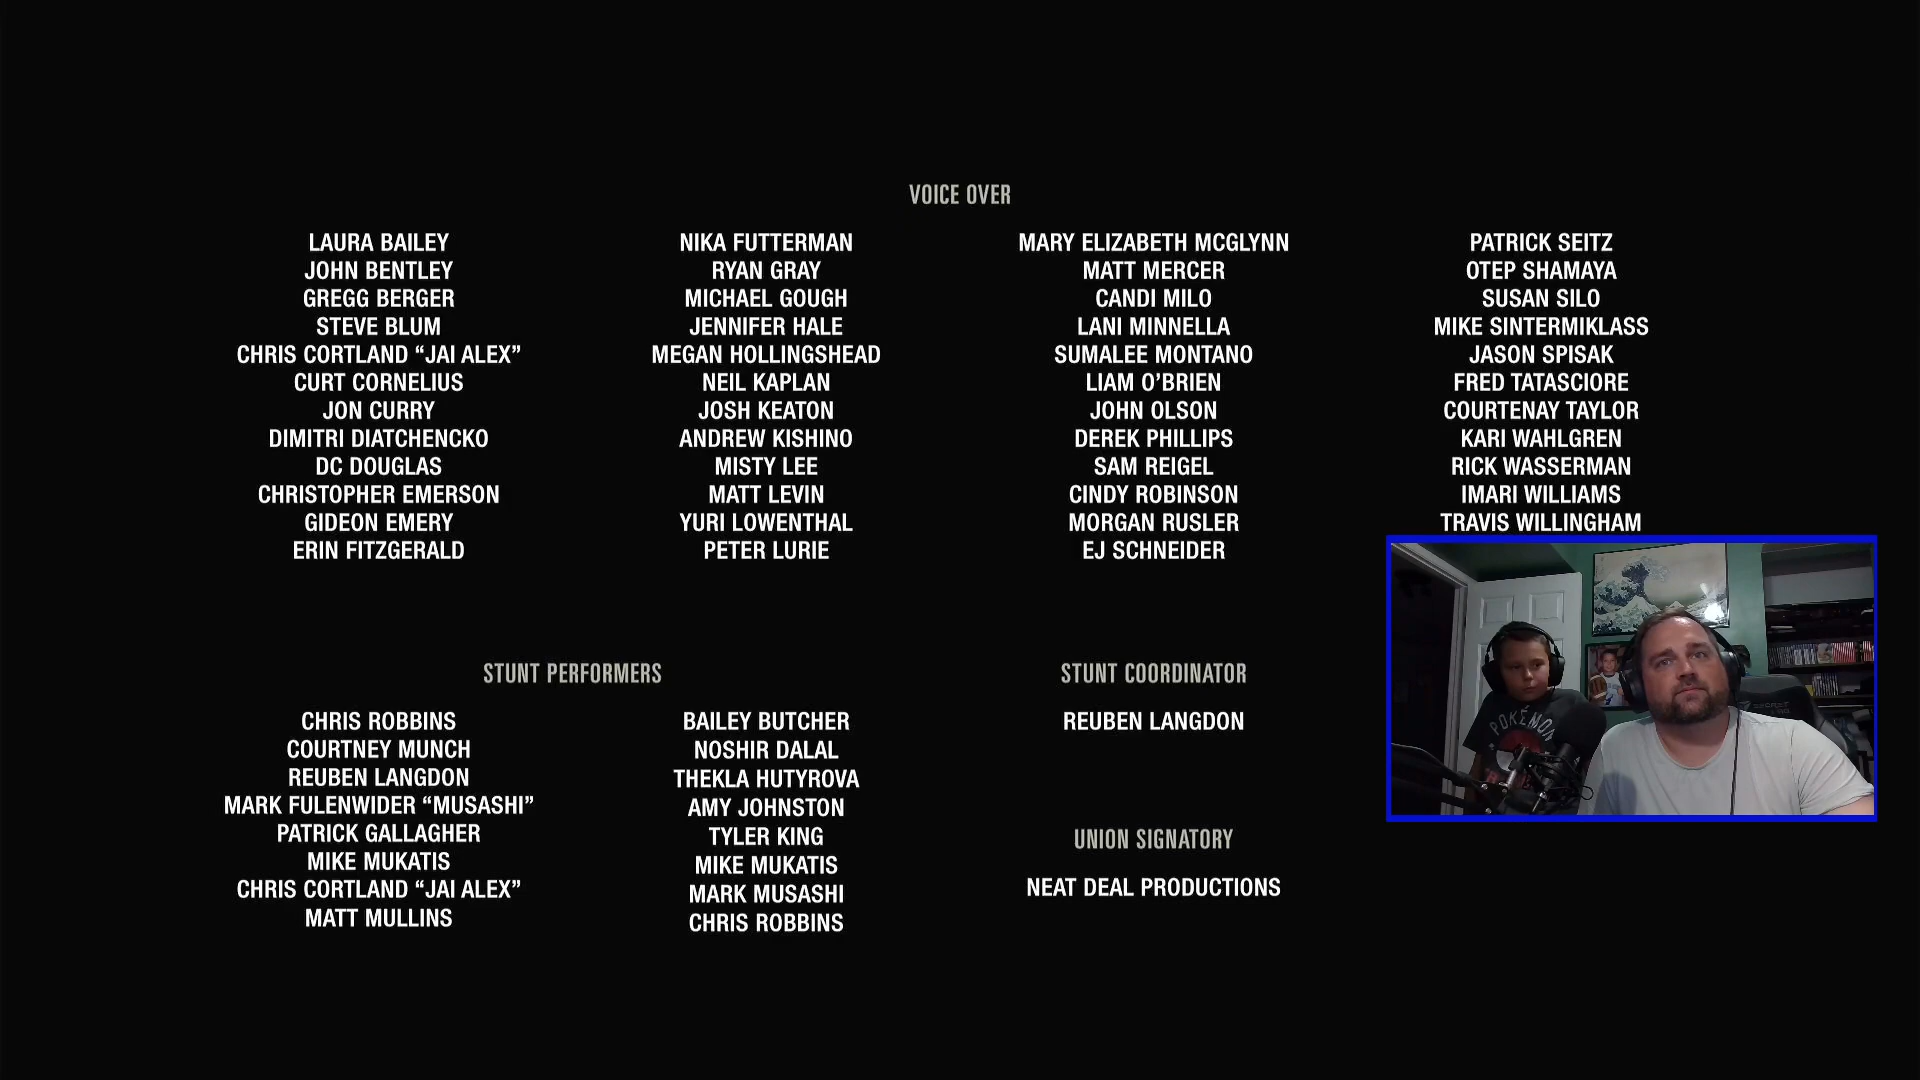 VOICE OVER
LAURA BAILEY
JOHN BENTLEY
GREGG BERGER
STEVE BLUM
CHRIS CORTLAND “JAI ALEX”
CURT CORNELIUS
JON CURRY
DIMITRI DIATCHENCKO
DC DOUGLAS
CHRISTOPHER EMERSON
GIDEON EMERY
ERIN FITZGERALD
NIKA FUTTERMAN
RYAN GRAY
MICHAEL GOUGH
JENNIFER HALE
MEGAN HOLLINGSHEAD
NEIL KAPLAN
JOSH KEATON
ANDREW KISHINO
MISTY LEE
MATT LEVIN
YURI LOWENTHAL
PETER LURIE
MARY ELIZABETH MCGLYNN
MATT MERCER
CANDI MILO
LANI MINNELLA
SUMALEE MONTANO
LIAM O’BRIEN
JOHN OLSON
DEREK PHILLIPS
SAM REIGEL
CINDY ROBINSON
MORGAN RUSLER
EJ SCHNEIDER
PATRICK SEITZ
OTEP SHAMAYA
SUSAN SILO
MIKE SINTERMIKLASS
JASON SPISAK
FRED TATASCIORE
COURTENAY TAYLOR
KARI WAHLGREN
RICK WASSERMAN
IMARI WILLIAMS
TRAVIS WILLINGHAM
STUNT PERFORMERS
CHRIS ROBBINS
COURTNEY MUNCH
REUBEN LANGDON
MARK FULENWIDER “MUSASHI”
PATRICK GALLAGHER
MIKE MUKATIS
CHRIS CORTLAND “JAI ALEX”
MATT MULLINS
BAILEY BUTCHER
NOSHIR DALAL
THEKLA HUTYROVA
AMY JOHNSTON
TYLER KING
MIKE MUKATIS
MARK MUSASHI
CHRIS ROBBINS
STUNT COORDINATOR
REUBEN LANGDON
UNION SIGNATORY
NEAT DEAL PRODUCTIONS
POKÉMON